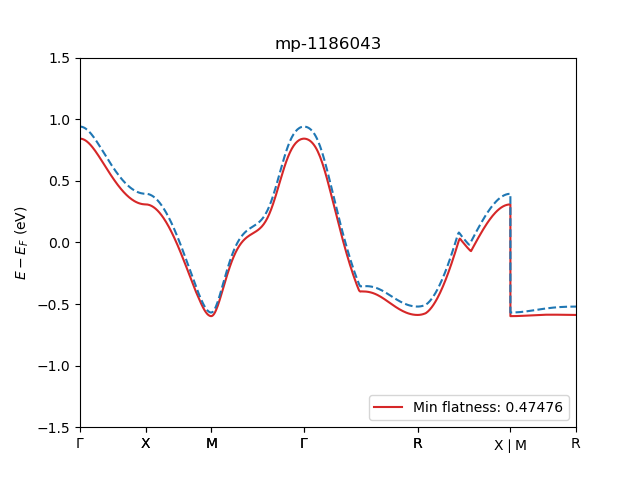 mp-1186043
1.5
1.0
0.5
0.0
−0.5
−1.0
−1.5
E − E_F (eV)
Γ X M Γ R X | M R
Min flatness: 0.47476